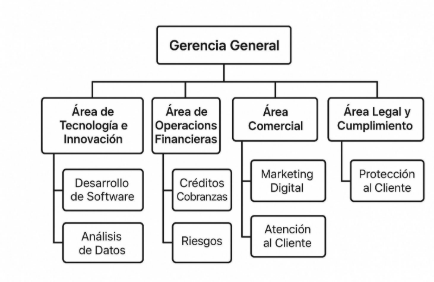 Gerencia General
Área de
Tecnología e
Innovación
Área de
Operacions
Financieras
Área
Comercial
Área Legal y
Cumplimiento
Desarrollo
de Software
Créditos
Cobranzas
Marketing
Digital
Protección
al Cliente
Análisis
de Datos
Riesgos
Atención
al Cliente